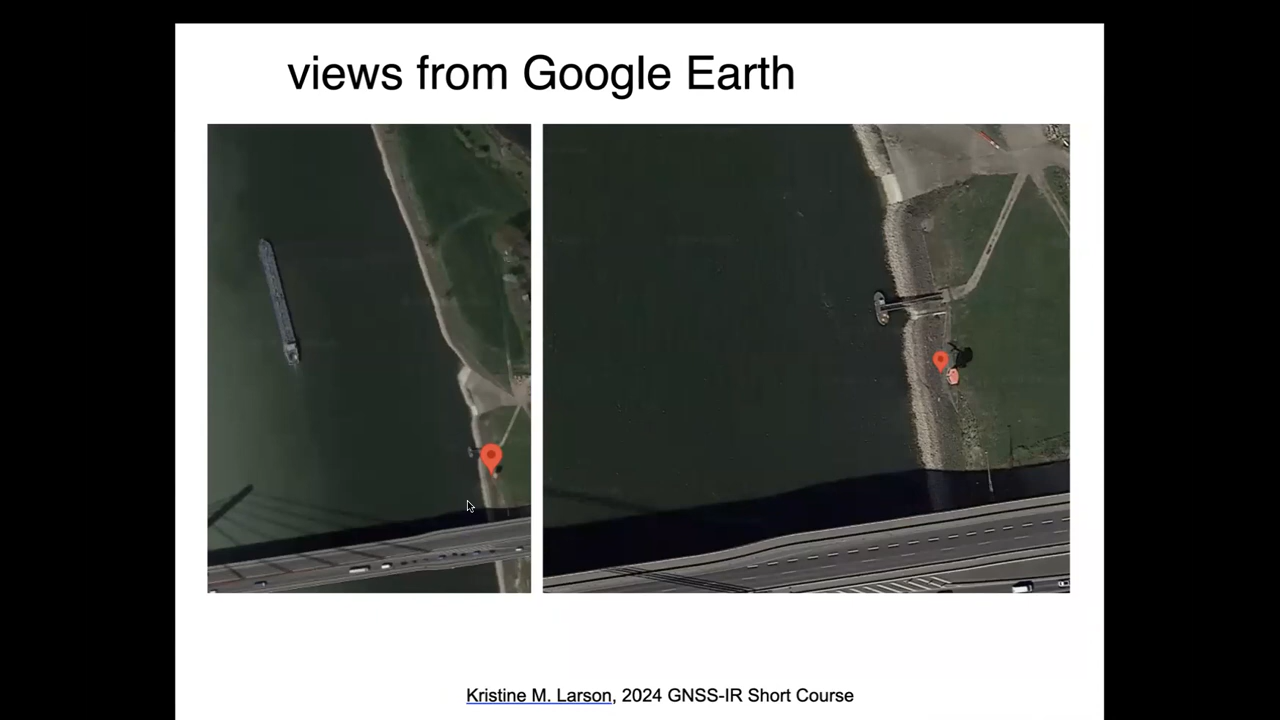 views from Google Earth
Kristine M. Larson, 2024 GNSS-IR Short Course